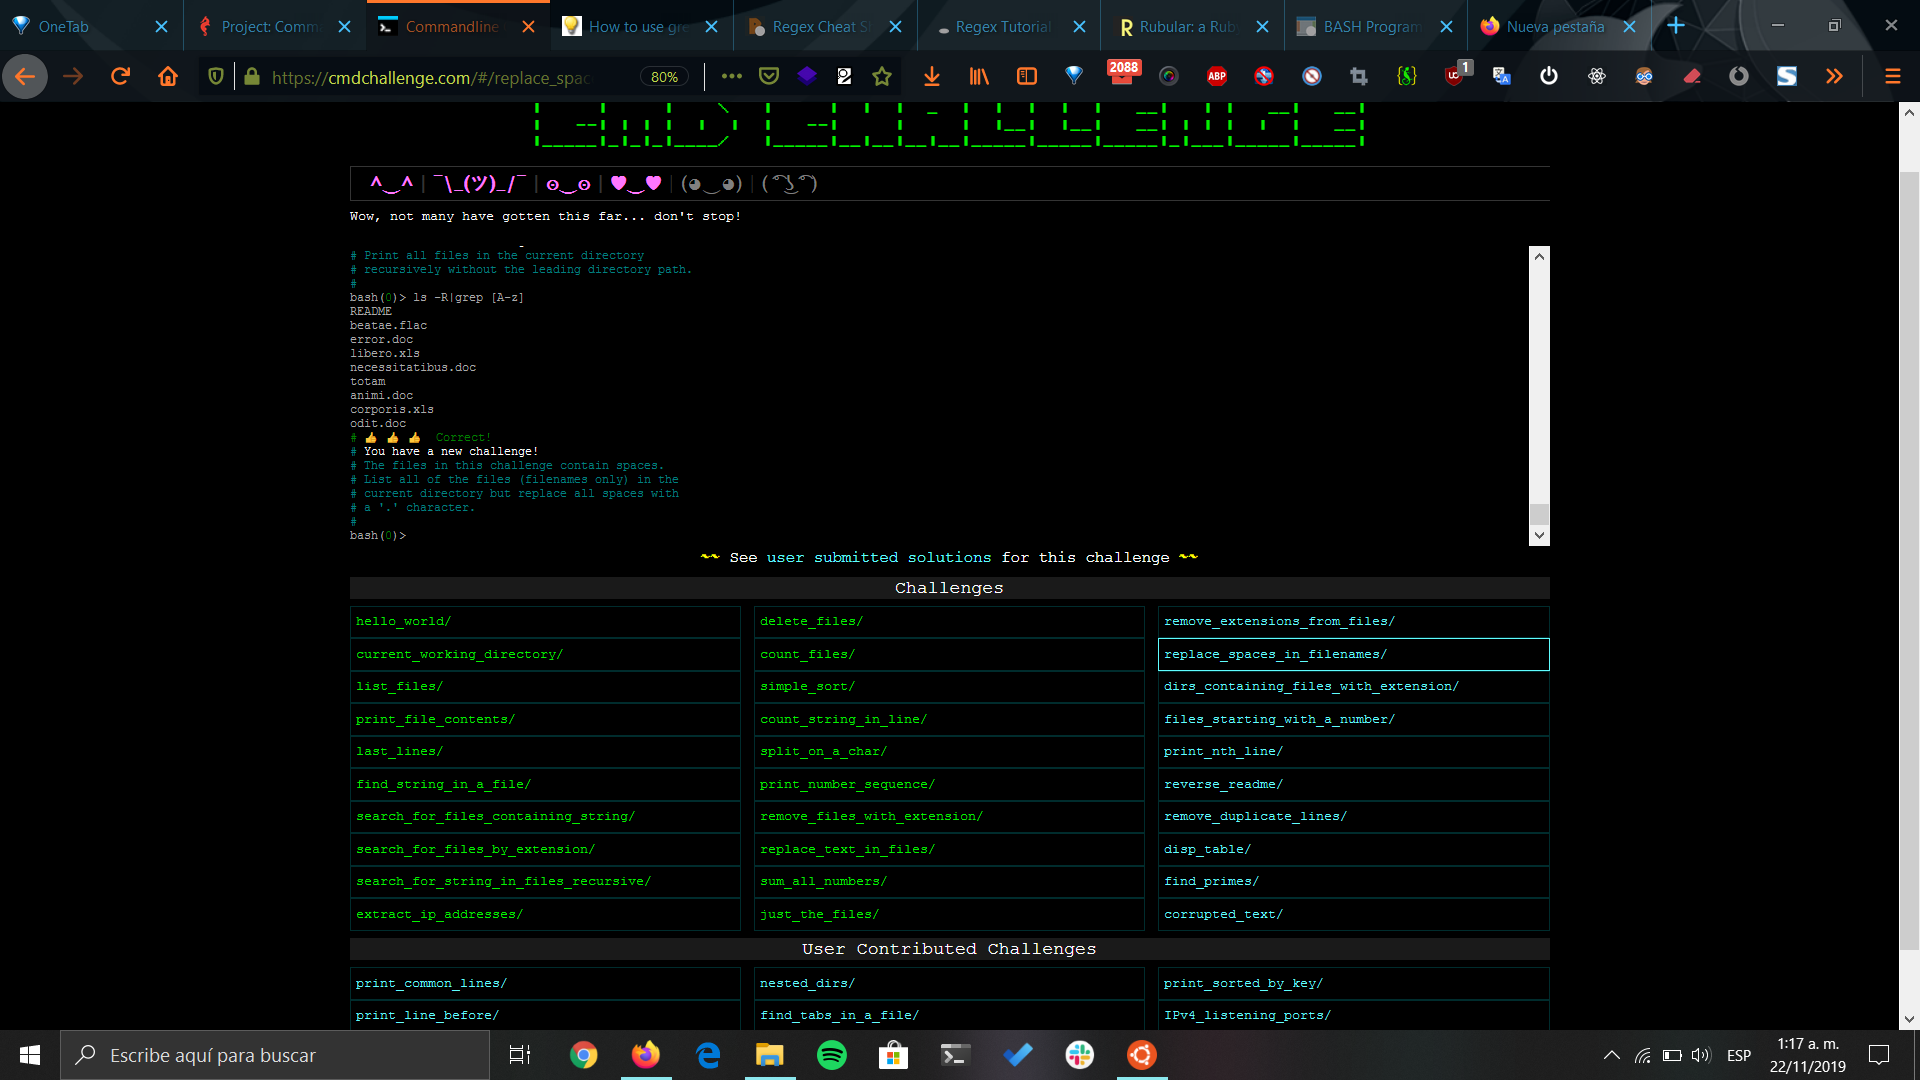 OneTab
Project: Comm
Commandline
How to use gre
Regex Cheat S
Regex Tutorial
Rubular: a Rub
BASH Program
Nueva pestaña
https://cmdchallenge.com/#/replace_spac
80%
2088
ABP
1
CMD CHALLENGE
^‿^ | ¯\_(ツ)_/¯ | ʘ‿ʘ | ♥‿♥ | (◕‿◕) | ( ͡° ͜ʖ ͡°)
Wow, not many have gotten this far... don't stop!
# Print all files in the current directory
# recursively without the leading directory path.
#
bash(0)> ls -R|grep [A-z]
README
beatae.flac
error.doc
libero.xls
necessitatibus.doc
totam
animi.doc
corporis.xls
odit.doc
# 👍 👍 👍 Correct!
# You have a new challenge!
# The files in this challenge contain spaces.
# List all of the files (filenames only) in the
# current directory but replace all spaces with
# a '.' character.
#
bash(0)>
~~ See user submitted solutions for this challenge ~~
Challenges
hello_world/
delete_files/
remove_extensions_from_files/
current_working_directory/
count_files/
replace_spaces_in_filenames/
list_files/
simple_sort/
dirs_containing_files_with_extension/
print_file_contents/
count_string_in_line/
files_starting_with_a_number/
last_lines/
split_on_a_char/
print_nth_line/
find_string_in_a_file/
print_number_sequence/
reverse_readme/
search_for_files_containing_string/
remove_files_with_extension/
remove_duplicate_lines/
search_for_files_by_extension/
replace_text_in_files/
disp_table/
search_for_string_in_files_recursive/
sum_all_numbers/
find_primes/
extract_ip_addresses/
just_the_files/
corrupted_text/
User Contributed Challenges
print_common_lines/
nested_dirs/
print_sorted_by_key/
print_line_before/
find_tabs_in_a_file/
IPv4_listening_ports/
Escribe aquí para buscar
ESP
1:17 a. m.
22/11/2019